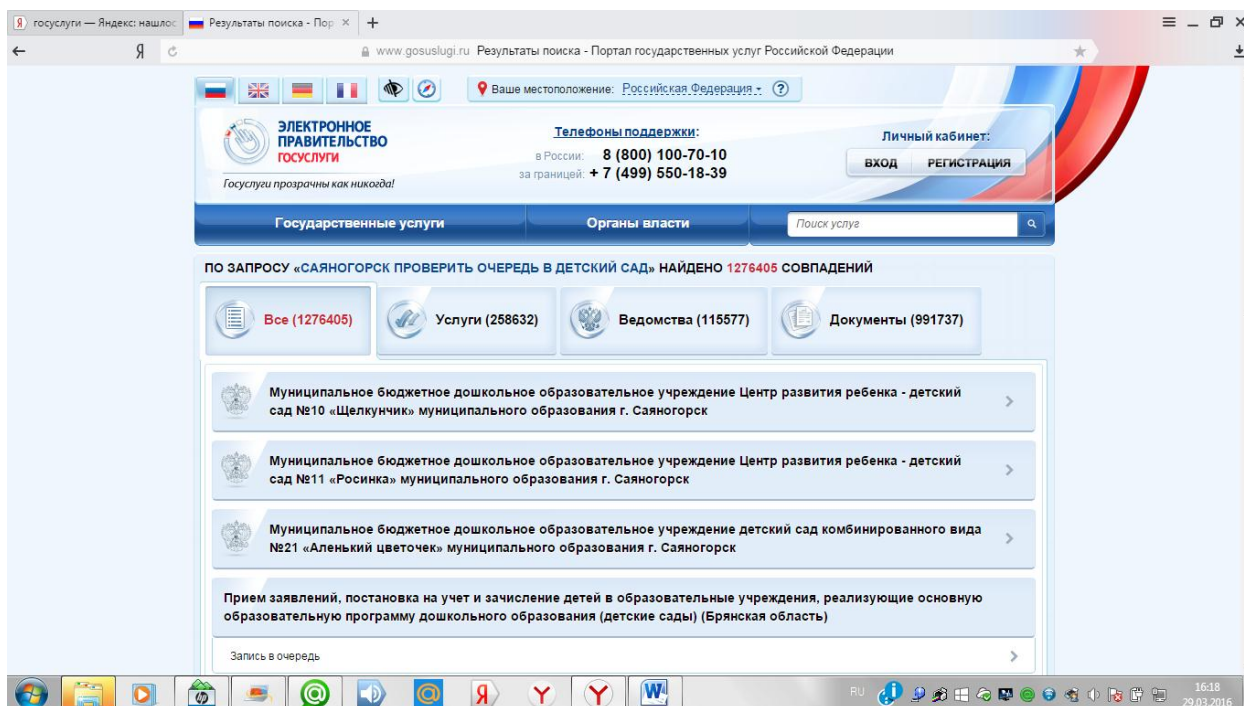 госуслуги — Яндекс: нашлос
Результаты поиска - Пор
www.gosuslugi.ru Результаты поиска - Портал государственных услуг Российской Федерации
Ваше местоположение: Российская Федерация
ЭЛЕКТРОННОЕ
ПРАВИТЕЛЬСТВО
ГОСУСЛУГИ
Госуслуги прозрачны как никогда!
Телефоны поддержки:
в России: 8 (800) 100-70-10
за границей: + 7 (499) 550-18-39
Личный кабинет:
ВХОД РЕГИСТРАЦИЯ
Государственные услуги
Органы власти
Поиск услуг
ПО ЗАПРОСУ «САЯНОГОРСК ПРОВЕРИТЬ ОЧЕРЕДЬ В ДЕТСКИЙ САД» НАЙДЕНО 1276405 СОВПАДЕНИЙ
Все (1276405)
Услуги (258632)
Ведомства (115577)
Документы (991737)
Муниципальное бюджетное дошкольное образовательное учреждение Центр развития ребенка - детский
сад №10 «Щелкунчик» муниципального образования г. Саяногорск
Муниципальное бюджетное дошкольное образовательное учреждение Центр развития ребенка - детский
сад №11 «Росинка» муниципального образования г. Саяногорск
Муниципальное бюджетное дошкольное образовательное учреждение детский сад комбинированного вида
№21 «Аленький цветочек» муниципального образования г. Саяногорск
Прием заявлений, постановка на учет и зачисление детей в образовательные учреждения, реализующие основную
образовательную программу дошкольного образования (детские сады) (Брянская область)
Запись в очередь
RU
16:18
29.03.2016